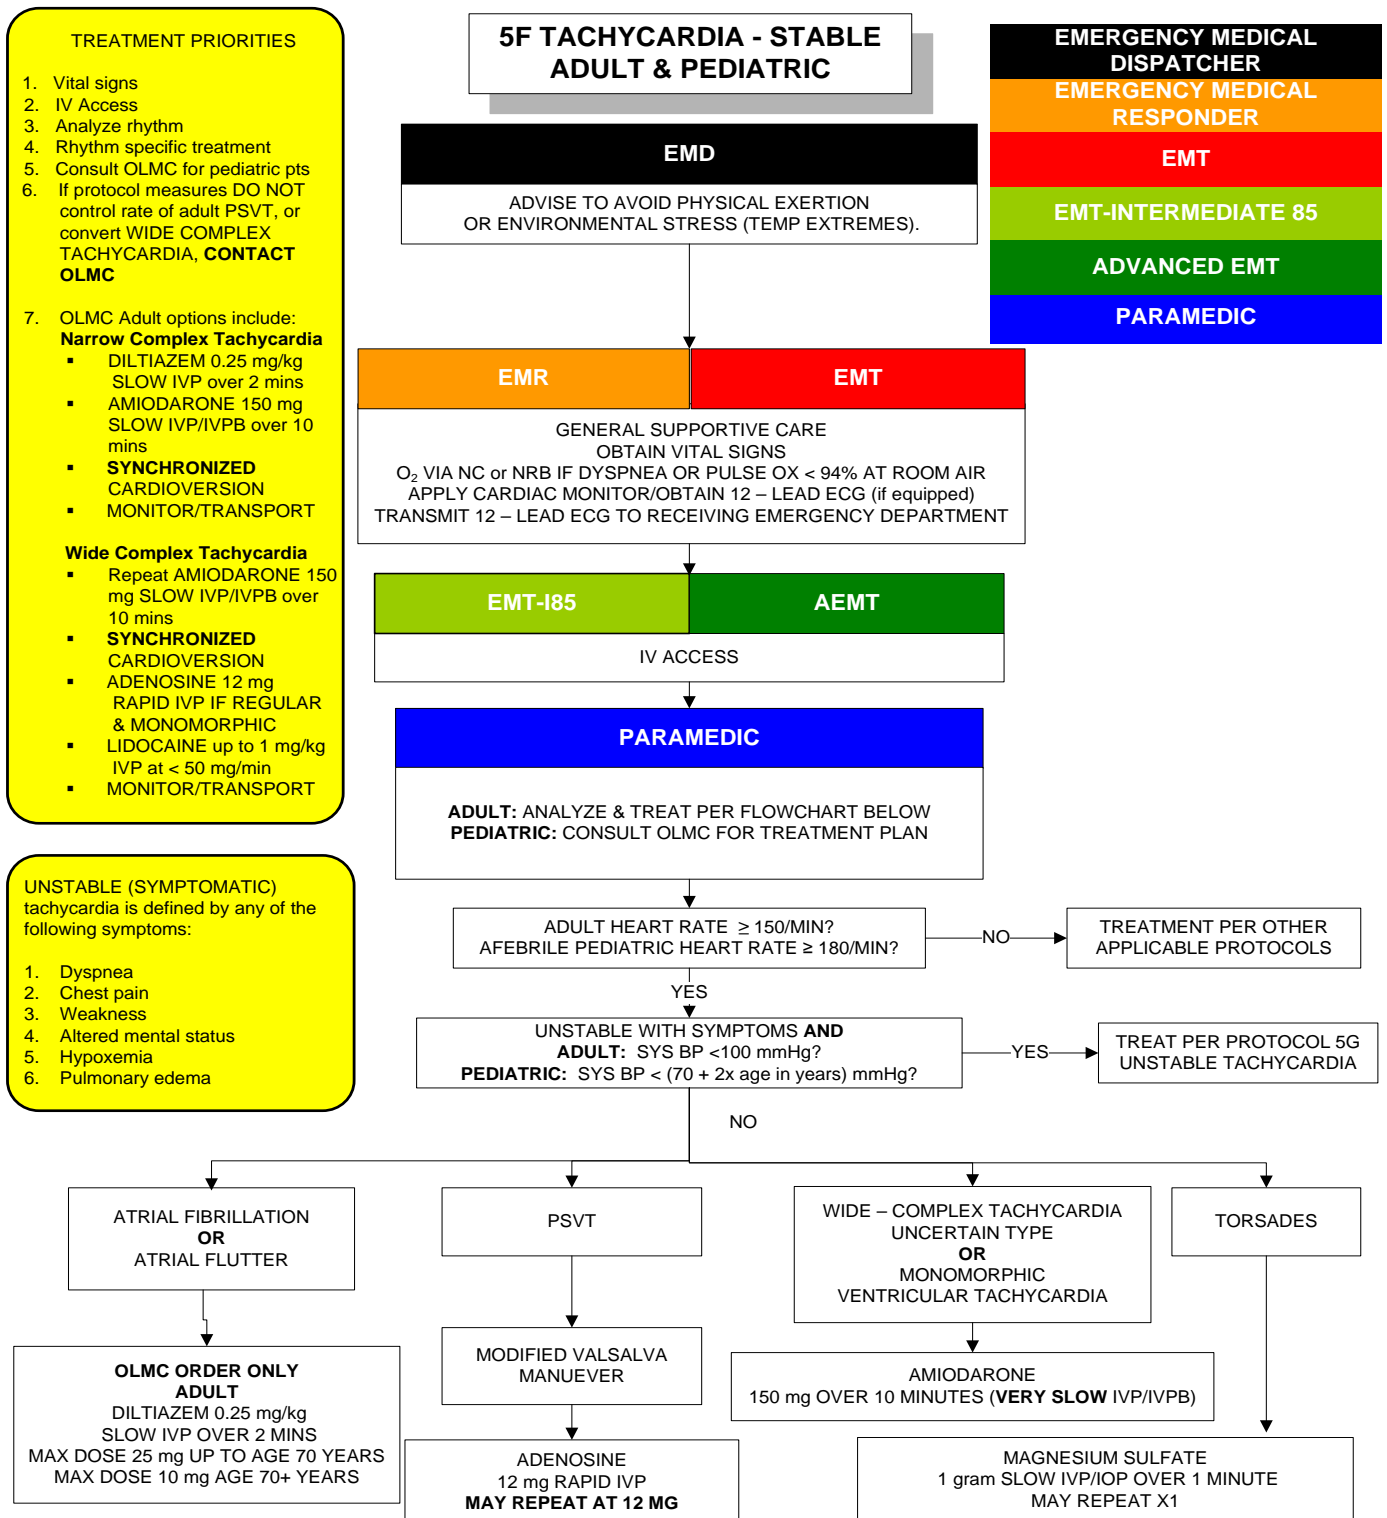 5F TACHYCARDIA - STABLE
ADULT & PEDIATRIC
TREATMENT PRIORITIES
1. Vital signs
2. IV Access
3. Analyze rhythm
4. Rhythm specific treatment
5. Consult OLMC for pediatric pts
6. If protocol measures DO NOT
control rate of adult PSVT, or
convert WIDE COMPLEX
TACHYCARDIA, CONTACT
OLMC
7. OLMC Adult options include:
Narrow Complex Tachycardia
▪ DILTIAZEM 0.25 mg/kg
SLOW IVP over 2 mins
▪ AMIODARONE 150 mg
SLOW IVP/IVPB over 10
mins
▪ SYNCHRONIZED
CARDIOVERSION
▪ MONITOR/TRANSPORT
Wide Complex Tachycardia
▪ Repeat AMIODARONE 150
mg SLOW IVP/IVPB over
10 mins
▪ SYNCHRONIZED
CARDIOVERSION
▪ ADENOSINE 12 mg
RAPID IVP IF REGULAR
& MONOMORPHIC
▪ LIDOCAINE up to 1 mg/kg
IVP at < 50 mg/min
▪ MONITOR/TRANSPORT
UNSTABLE (SYMPTOMATIC)
tachycardia is defined by any of the
following symptoms:
1. Dyspnea
2. Chest pain
3. Weakness
4. Altered mental status
5. Hypoxemia
6. Pulmonary edema
EMERGENCY MEDICAL
DISPATCHER
EMERGENCY MEDICAL
RESPONDER
EMT
EMT-INTERMEDIATE 85
ADVANCED EMT
PARAMEDIC
EMD
ADVISE TO AVOID PHYSICAL EXERTION
OR ENVIRONMENTAL STRESS (TEMP EXTREMES).
EMR
EMT
GENERAL SUPPORTIVE CARE
OBTAIN VITAL SIGNS
O2 VIA NC or NRB IF DYSPNEA OR PULSE OX < 94% AT ROOM AIR
APPLY CARDIAC MONITOR/OBTAIN 12 – LEAD ECG (if equipped)
TRANSMIT 12 – LEAD ECG TO RECEIVING EMERGENCY DEPARTMENT
EMT-I85
AEMT
IV ACCESS
PARAMEDIC
ADULT: ANALYZE & TREAT PER FLOWCHART BELOW
PEDIATRIC: CONSULT OLMC FOR TREATMENT PLAN
ADULT HEART RATE ≥ 150/MIN?
AFEBRILE PEDIATRIC HEART RATE ≥ 180/MIN?
NO
TREATMENT PER OTHER
APPLICABLE PROTOCOLS
YES
UNSTABLE WITH SYMPTOMS AND
ADULT: SYS BP <100 mmHg?
PEDIATRIC: SYS BP < (70 + 2x age in years) mmHg?
YES
TREAT PER PROTOCOL 5G
UNSTABLE TACHYCARDIA
NO
ATRIAL FIBRILLATION
OR
ATRIAL FLUTTER
PSVT
WIDE – COMPLEX TACHYCARDIA
UNCERTAIN TYPE
OR
MONOMORPHIC
VENTRICULAR TACHYCARDIA
TORSADES
OLMC ORDER ONLY
ADULT
DILTIAZEM 0.25 mg/kg
SLOW IVP OVER 2 MINS
MAX DOSE 25 mg UP TO AGE 70 YEARS
MAX DOSE 10 mg AGE 70+ YEARS
MODIFIED VALSALVA
MANUEVER
ADENOSINE
12 mg RAPID IVP
MAY REPEAT AT 12 MG
AMIODARONE
150 mg OVER 10 MINUTES (VERY SLOW IVP/IVPB)
MAGNESIUM SULFATE
1 gram SLOW IVP/IOP OVER 1 MINUTE
MAY REPEAT X1